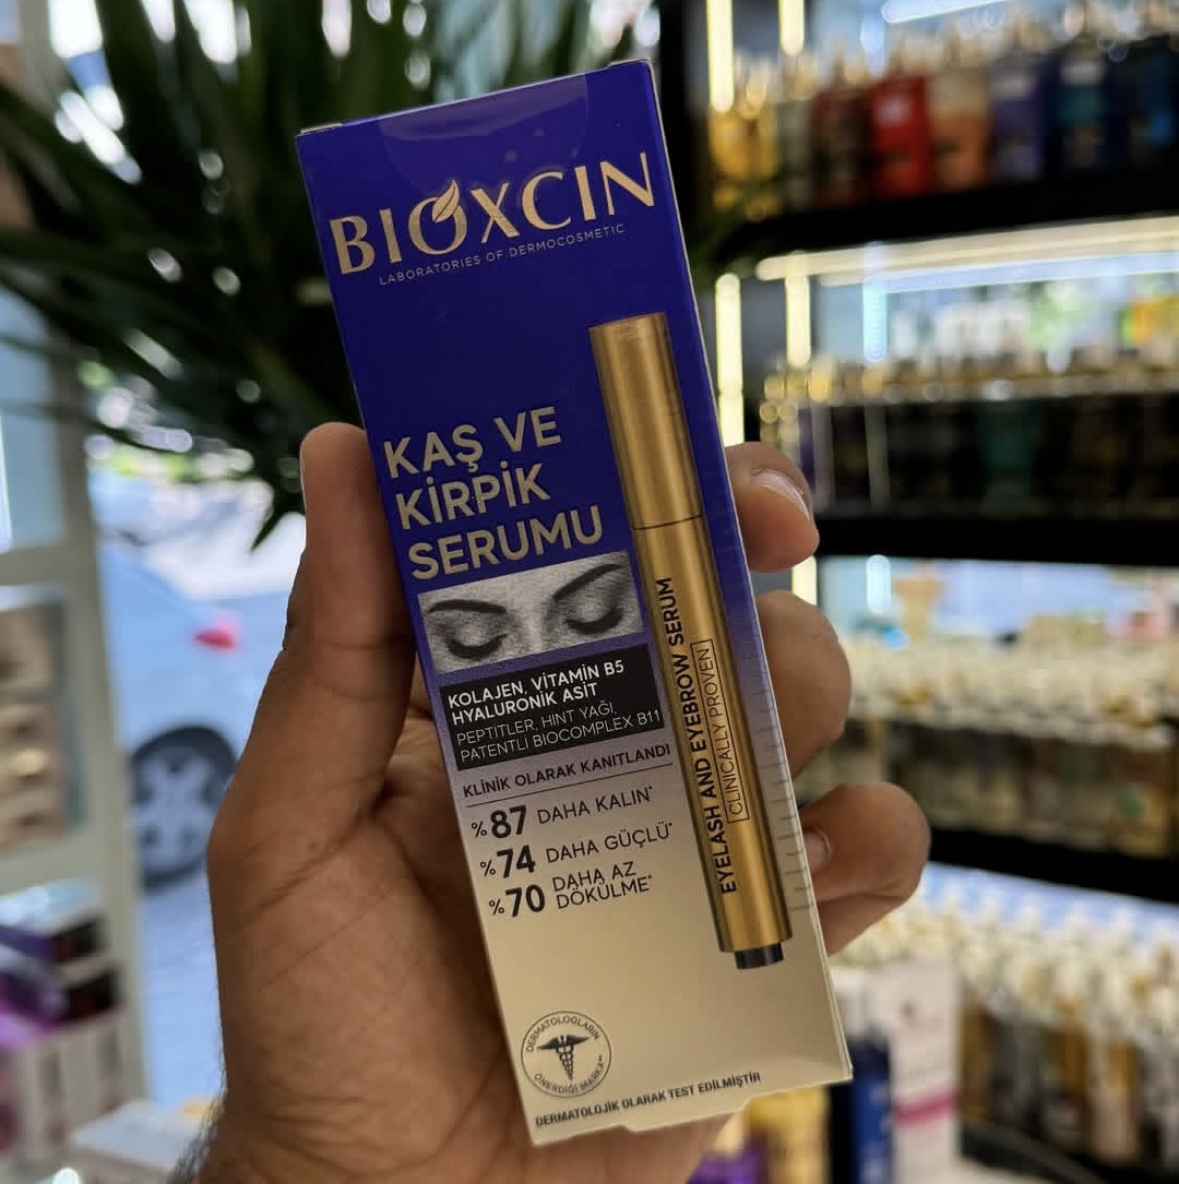 BIOXCIN
LABORATORIES OF DERMOCOSMETIC
KAŞ VE
KİRPİK
SERUMU
KOLAJEN, VİTAMİN B5
HYALURONİK ASİT
PEPTİTLER, HINT YAĞI,
PATENTLİ BIOCOMPLEX B11
KLİNİK OLARAK KANITLANDI
%87 DAHA KALIN*
%74 DAHA GÜÇLÜ*
%70 DAHA AZ
DÖKÜLME*
EYELASH AND EYEBROW SERUM
CLINICALLY PROVEN
DERMATOLOGLARIN
ÖNERDİĞİ MARKA
DERMATOLOJİK OLARAK TEST EDİLMİŞTİR